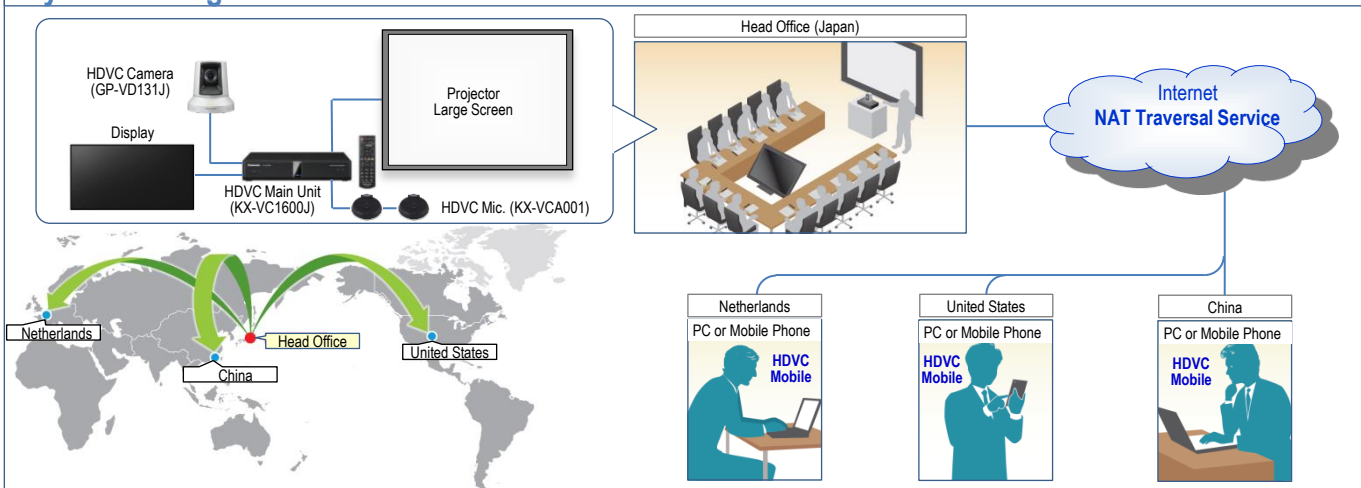 HDVC Camera
(GP-VD131J)
Display
HDVC Main Unit
(KX-VC1600J)
Projector
Large Screen
HDVC Mic. (KX-VCA001)
Head Office (Japan)
Internet
NAT Traversal Service
Netherlands
Head Office
China
United States
Netherlands
PC or Mobile Phone
HDVC
Mobile
United States
PC or Mobile Phone
HDVC
Mobile
China
PC or Mobile Phone
HDVC
Mobile